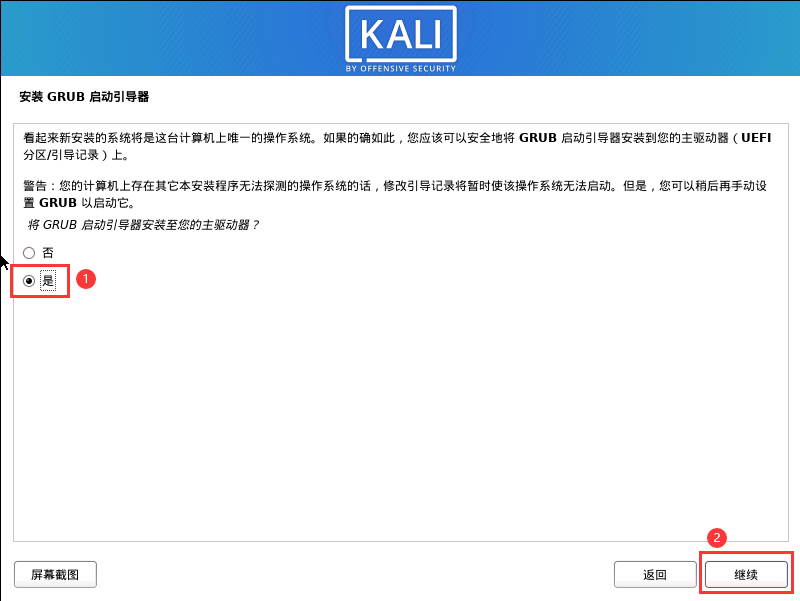 KALI
BY OFFENSIVE SECURITY
安装 GRUB 启动引导器
看起来新安装的系统将是这台计算机上唯一的操作系统。如果的确如此，您应该可以安全地将 GRUB 启动引导器安装到您的主驱动器（UEFI
分区/引导记录）上。
警告：您的计算机上存在其它本安装程序无法探测的操作系统的话，修改引导记录将暂时使该操作系统无法启动。但是，您可以稍后再手动设
置 GRUB 以启动它。
将 GRUB 启动引导器安装至您的主驱动器？
否
是 1
2
屏幕截图 返回 继续